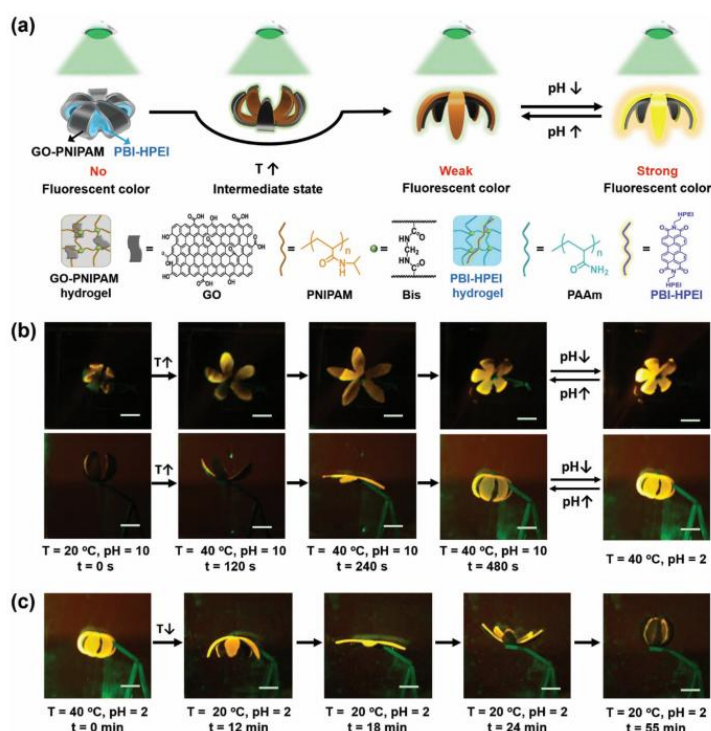 (a)
pH ↓
pH ↑
GO-PNIPAM PBI-HPEI
T ↑
No
Fluorescent color
Intermediate state
Weak
Fluorescent color
Strong
Fluorescent color
GO-PNIPAM
hydrogel
=
GO
=
PNIPAM
=
Bis
PBI-HPEI
hydrogel
=
PAAm
=
PBI-HPEI
(b)
T↑
pH↓
pH↑
T↑
pH↓
pH↑
T = 20 ºC, pH = 10
t = 0 s
T = 40 ºC, pH = 10
t = 120 s
T = 40 ºC, pH = 10
t = 240 s
T = 40 ºC, pH = 10
t = 480 s
T = 40 ºC, pH = 2
(c)
T↓
T = 40 ºC, pH = 2
t = 0 min
T = 20 ºC, pH = 2
t = 12 min
T = 20 ºC, pH = 2
t = 18 min
T = 20 ºC, pH = 2
t = 24 min
T = 20 ºC, pH = 2
t = 55 min